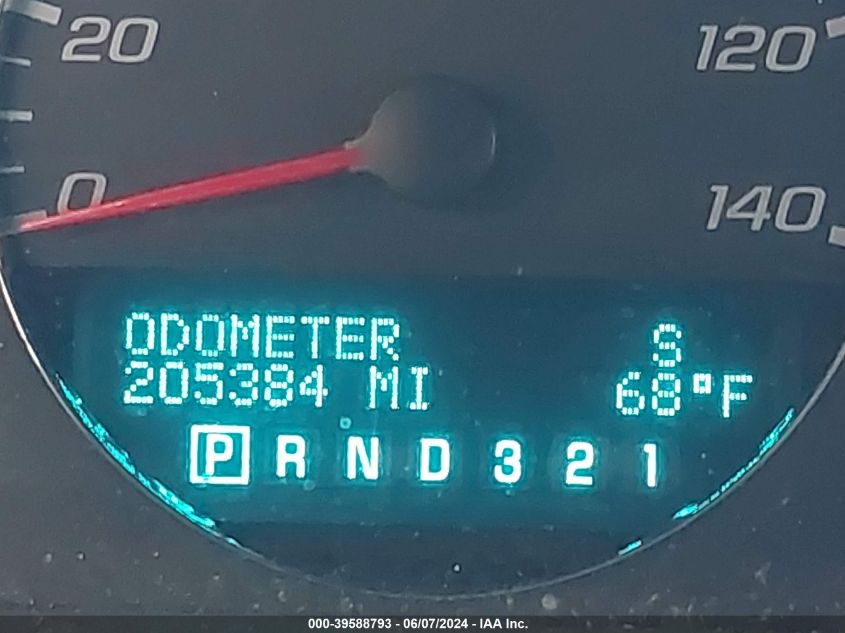 20
120
0
140
ODOMETER S
205384 MI 68°F
P R N D 3 2 1
000-39588793 - 06/07/2024 - IAA Inc.